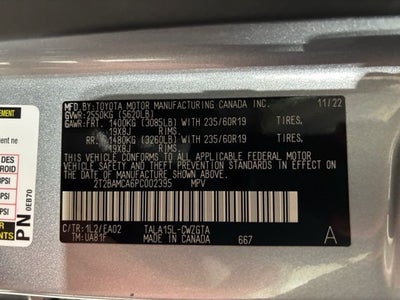 MFD. BY:TOYOTA MOTOR MANUFACTURING CANADA INC. 11/22
GVWR:2550KG (5620LB)
GAWR:FRT. 1400KG (3085LB) WITH 235/60R19 TIRES,
19X8J RIMS.
RR. 1480KG (3260LB) WITH 235/60R19 TIRES,
19X8J RIMS.
THIS VEHICLE CONFORMS TO ALL APPLICABLE FEDERAL MOTOR
VEHICLE SAFETY AND THEFT PREVENTION STANDARDS IN EFFECT
ON THE DATE OF MANUFACTURE SHOWN ABOVE.
2T2BAMCA6PC002395 MPV
C/TR:1L2/EA02 TALA15L-CWZGTA
TM:UA81F MADE IN CANADA 667 A
PN 0EB70